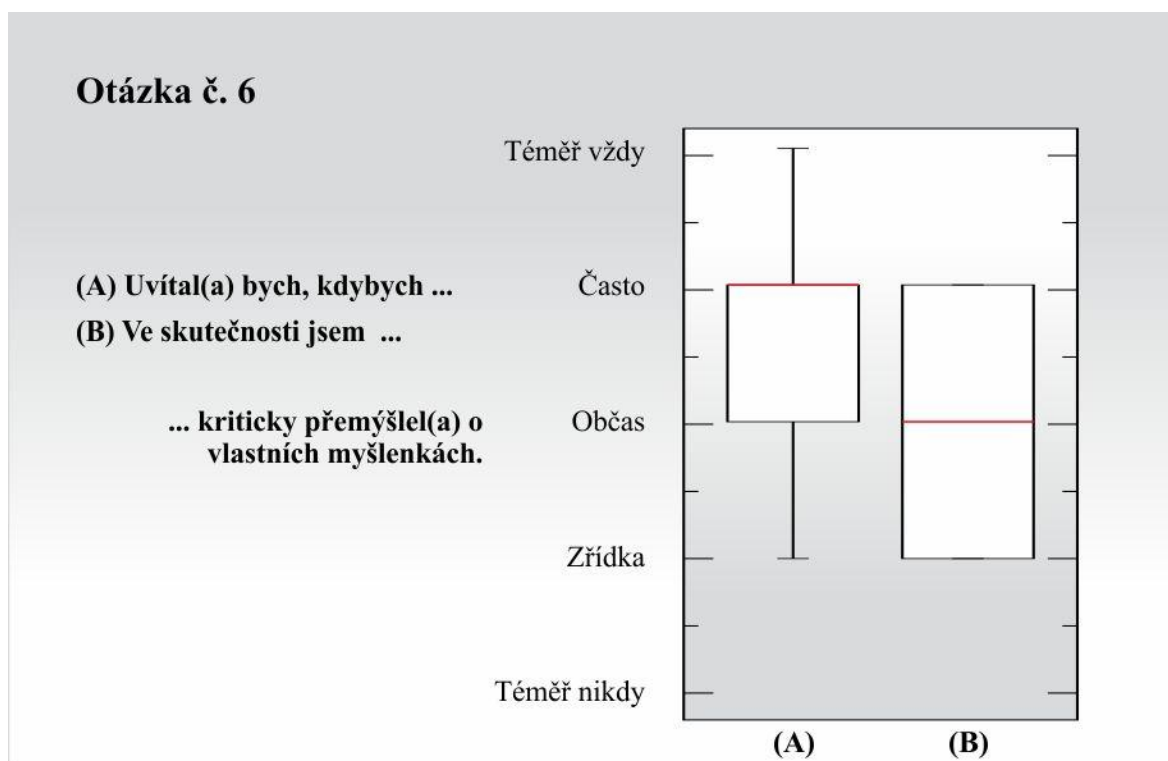 Otázka č. 6
Téměř vždy
(A) Uvítal(a) bych, kdybych ...
Často
(B) Ve skutečnosti jsem ...
... kriticky přemýšlel(a) o
Občas
vlastních myšlenkách.
Zřídka
Téměř nikdy
(A) (B)